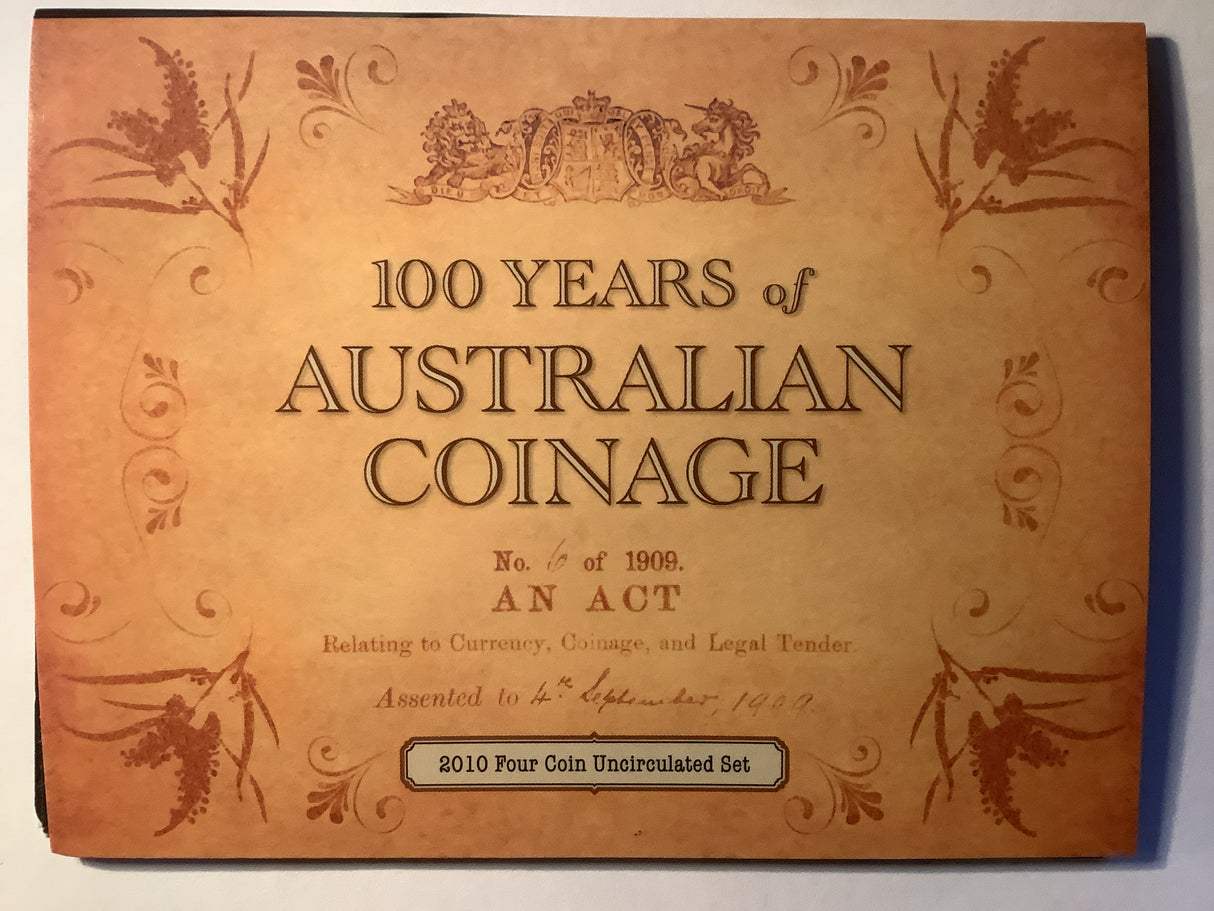 100 YEARS of
AUSTRALIAN
COINAGE
No. 6 of 1909.
AN ACT
Relating to Currency, Coinage, and Legal Tender.
Assented to 4th September, 1909.
2010 Four Coin Uncirculated Set